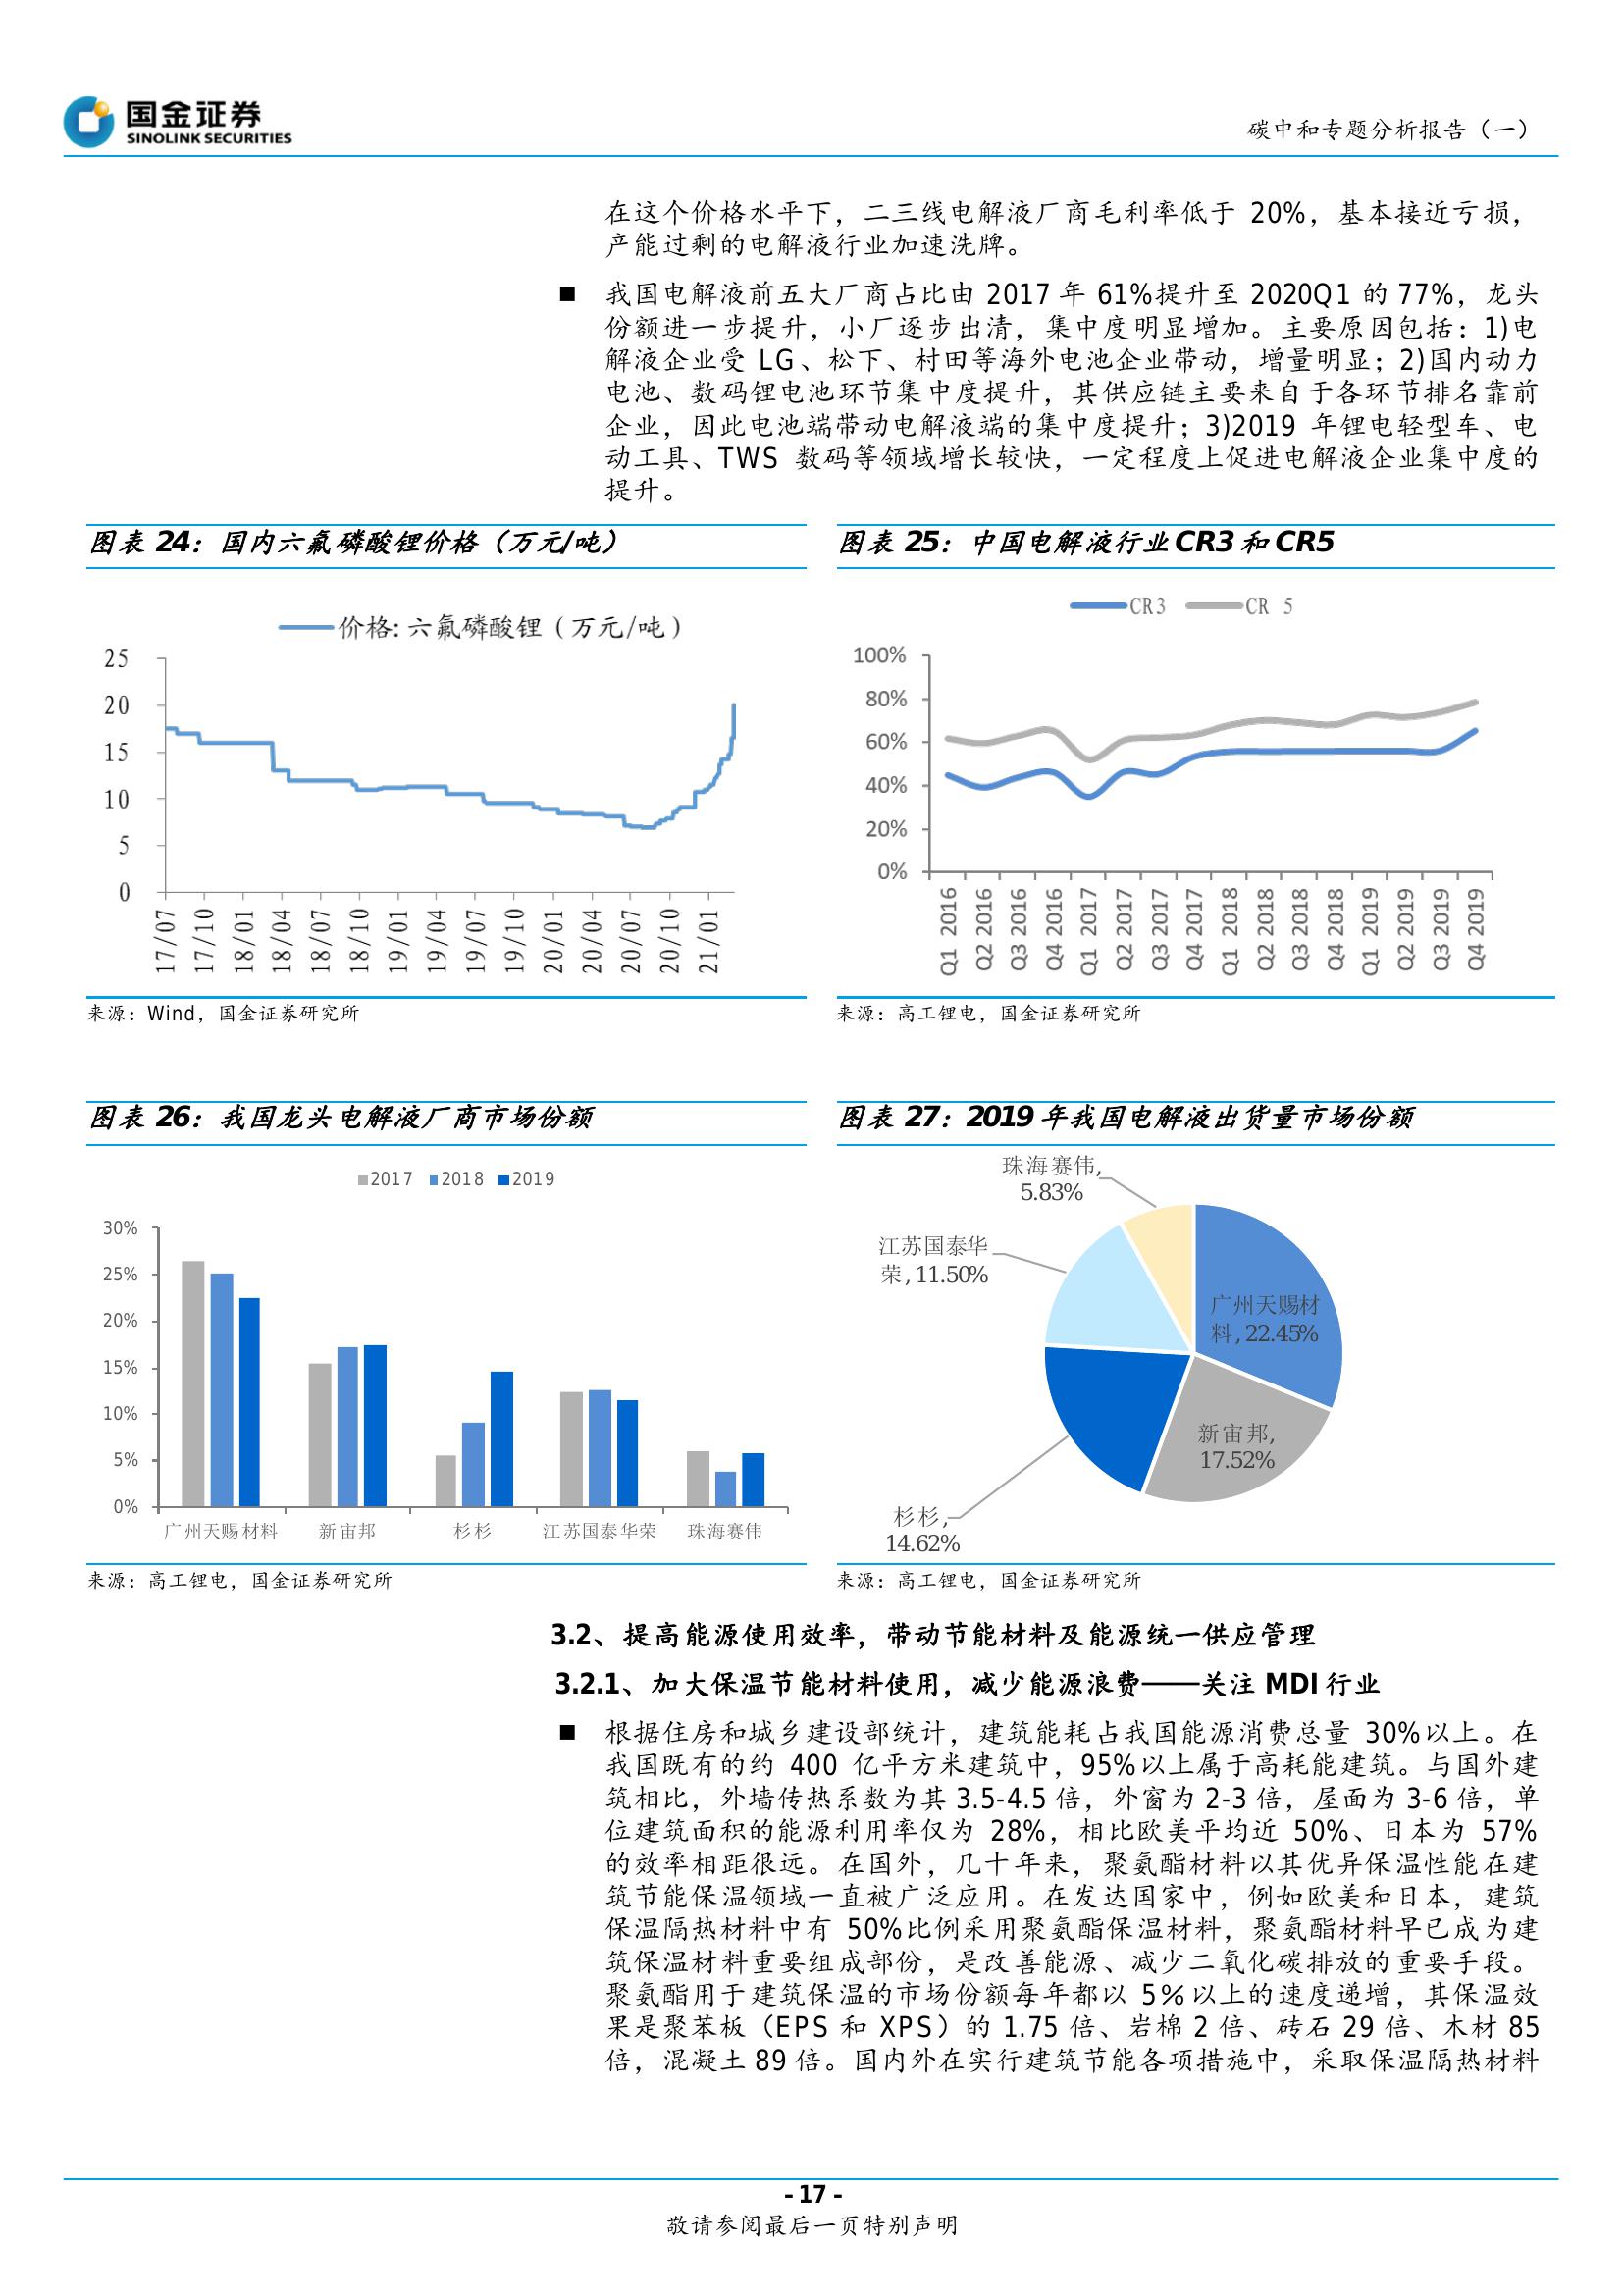 国金证券
SINOLINK SECURITIES
碳中和专题分析报告（一）
在这个价格水平下，二三线电解液厂商毛利率低于 20%，基本接近亏损，
产能过剩的电解液行业加速洗牌。
■ 我国电解液前五大厂商占比由 2017 年 61%提升至 2020Q1 的 77%，龙头
份额进一步提升，小厂逐步出清，集中度明显增加。主要原因包括：1)电
解液企业受 LG、松下、村田等海外电池企业带动，增量明显；2)国内动力
电池、数码锂电池环节集中度提升，其供应链主要来自于各环节排名靠前
企业，因此电池端带动电解液端的集中度提升；3)2019 年锂电轻型车、电
动工具、TWS 数码等领域增长较快，一定程度上促进电解液企业集中度的
提升。
图表 24：国内六氟磷酸锂价格（万元/吨）
价格: 六氟磷酸锂（万元/吨）
25
20
15
10
5
0
17/07
17/10
18/01
18/04
18/07
18/10
19/01
19/04
19/07
19/10
20/01
20/04
20/07
20/10
21/01
来源：Wind，国金证券研究所
图表 25：中国电解液行业 CR3 和 CR5
CR3
CR 5
100%
80%
60%
40%
20%
0%
Q1 2016
Q2 2016
Q3 2016
Q4 2016
Q1 2017
Q2 2017
Q3 2017
Q4 2017
Q1 2018
Q2 2018
Q3 2018
Q4 2018
Q1 2019
Q2 2019
Q3 2019
Q4 2019
来源：高工锂电，国金证券研究所
图表 26：我国龙头电解液厂商市场份额
2017 2018 2019
30%
25%
20%
15%
10%
5%
0%
广州天赐材料
新宙邦
杉杉
江苏国泰华荣
珠海赛伟
来源：高工锂电，国金证券研究所
图表 27：2019 年我国电解液出货量市场份额
珠海赛伟,
5.83%
江苏国泰华
荣, 11.50%
广州天赐材
料, 22.45%
新宙邦,
17.52%
杉杉,
14.62%
来源：高工锂电，国金证券研究所
3.2、提高能源使用效率，带动节能材料及能源统一供应管理
3.2.1、加大保温节能材料使用，减少能源浪费——关注 MDI 行业
■ 根据住房和城乡建设部统计，建筑能耗占我国能源消费总量 30%以上。在
我国既有的约 400 亿平方米建筑中，95%以上属于高耗能建筑。与国外建
筑相比，外墙传热系数为其 3.5-4.5 倍，外窗为 2-3 倍，屋面为 3-6 倍，单
位建筑面积的能源利用率仅为 28%，相比欧美平均近 50%、日本为 57%
的效率相距很远。在国外，几十年来，聚氨酯材料以其优异保温性能在建
筑节能保温领域一直被广泛应用。在发达国家中，例如欧美和日本，建筑
保温隔热材料中有 50%比例采用聚氨酯保温材料，聚氨酯材料早已成为建
筑保温材料重要组成部份，是改善能源、减少二氧化碳排放的重要手段。
聚氨酯用于建筑保温的市场份额每年都以 5%以上的速度递增，其保温效
果是聚苯板（EPS 和 XPS）的 1.75 倍、岩棉 2 倍、砖石 29 倍、木材 85
倍，混凝土 89 倍。国内外在实行建筑节能各项措施中，采取保温隔热材料
- 17 -
敬请参阅最后一页特别声明